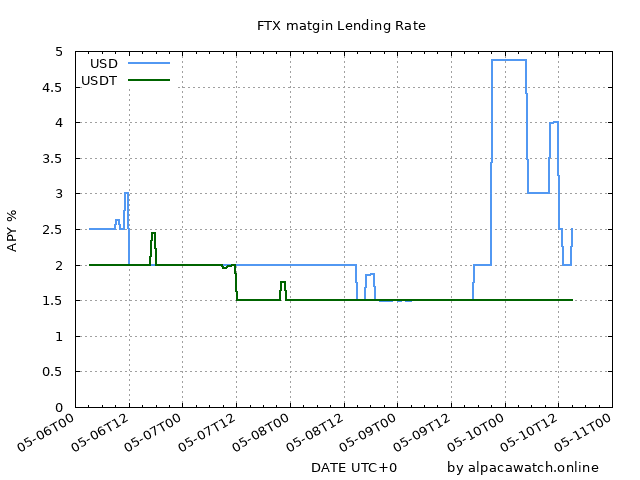 FTX matgin Lending Rate
USD
USDT
5
4.5
4
3.5
3
2.5
2
1.5
1
0.5
0
APY %
05-06T00
05-06T12
05-07T00
05-07T12
05-08T00
05-08T12
05-09T00
05-09T12
05-10T00
05-10T12
05-11T00
DATE UTC+0
by alpacawatch.online